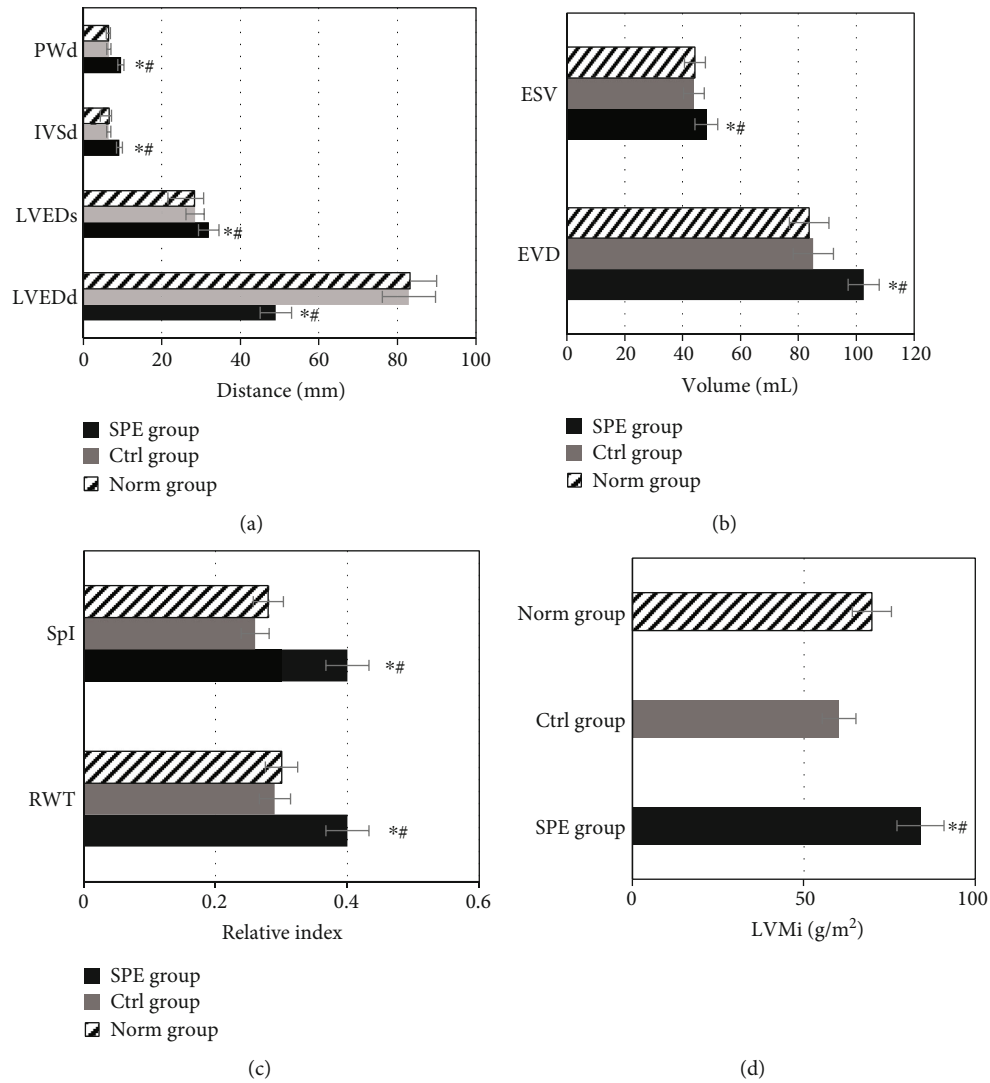 PWd
*#
IVSd
*#
LVEDs
*#
LVEDd
*#
0 20 40 60 80 100
Distance (mm)
SPE group
Ctrl group
Norm group
(a)
ESV
*#
EVD
*#
0 20 40 60 80 100 120
Volume (mL)
SPE group
Ctrl group
Norm group
(b)
SpI
*#
RWT
*#
0 0.2 0.4 0.6
Relative index
SPE group
Ctrl group
Norm group
(c)
Norm group
Ctrl group
SPE group
*#
0 50 100
LVMi (g/m²)
(d)